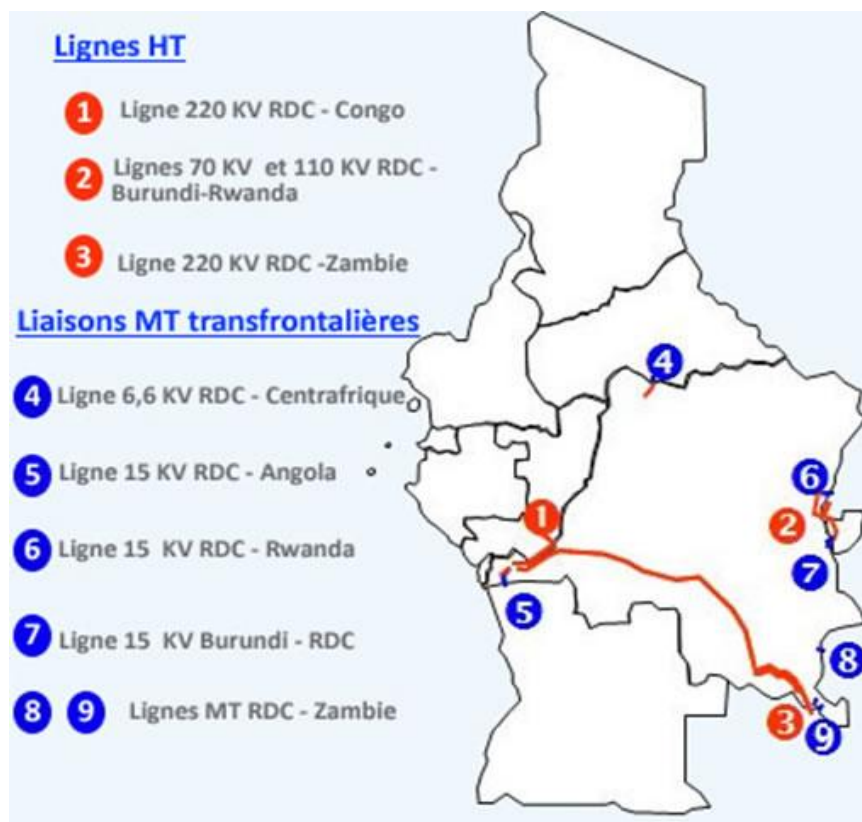 Lignes HT
1 Ligne 220 KV RDC - Congo
2 Lignes 70 KV et 110 KV RDC -
Burundi-Rwanda
3 Ligne 220 KV RDC -Zambie
Liaisons MT transfrontalières
4 Ligne 6,6 KV RDC - Centrafrique
5 Ligne 15 KV RDC - Angola
6 Ligne 15 KV RDC - Rwanda
7 Ligne 15 KV Burundi - RDC
8 9 Lignes MT RDC - Zambie
4
6
1
2
7
5
8
3
9